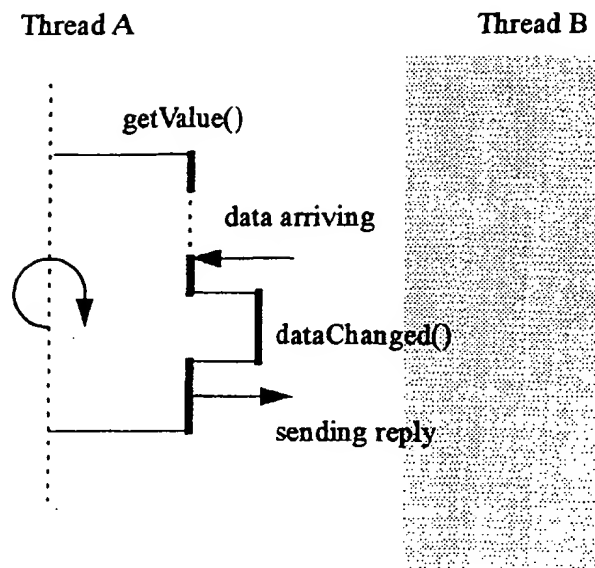 Thread A
Thread B
getValue()
data arriving
dataChanged()
sending reply